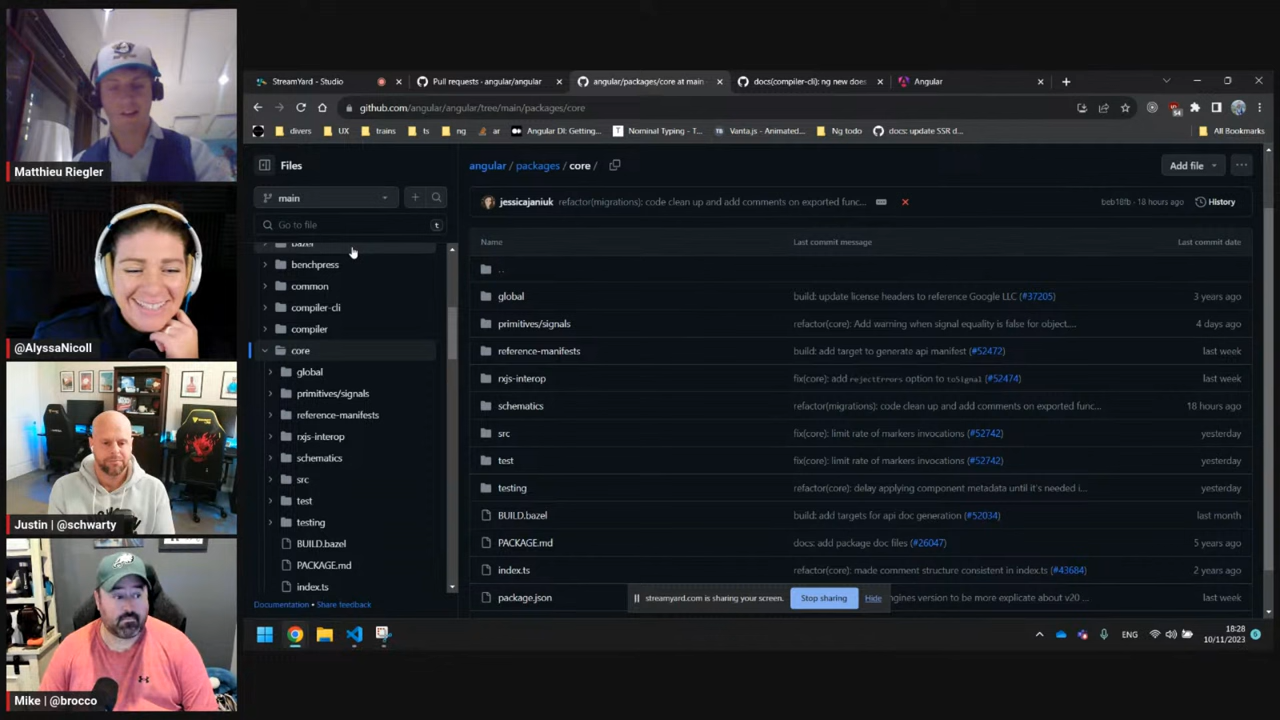 Matthieu Riegler
@AlyssaNicoll
Justin | @schwarty
Mike | @brocco
StreamYard - Studio
Pull requests - angular/angular
angular/packages/core at main
docs(compiler-cli): ng new does
Angular
github.com/angular/angular/tree/main/packages/core
divers
UX
trains
ts
ng
ar
Angular DI: Getting...
Nominal Typing - T...
Vanta.js - Animated...
Ng todo
docs: update SSR d...
All Bookmarks
Files
main
Go to file
t
bazel
benchpress
common
compiler-cli
compiler
core
global
primitives/signals
reference-manifests
rxjs-interop
schematics
src
test
testing
BUILD.bazel
PACKAGE.md
index.ts
Documentation • Share feedback
angular / packages / core /
Add file
jessicajaniuk refactor(migrations): code clean up and add comments on exported func...
beb18fb · 18 hours ago
History
Name Last commit message Last commit date
..
global build: update license headers to reference Google LLC (#37205) 3 years ago
primitives/signals refactor(core): Add warning when signal equality is false for object.... 4 days ago
reference-manifests build: add target to generate api manifest (#52472) last week
rxjs-interop fix(core): add rejectErrors option to toSignal (#52474) last week
schematics refactor(migrations): code clean up and add comments on exported func... 18 hours ago
src fix(core): limit rate of markers invocations (#52742) yesterday
test fix(core): limit rate of markers invocations (#52742) yesterday
testing refactor(core): delay applying component metadata until it's needed i... yesterday
BUILD.bazel build: add targets for api doc generation (#52034) last month
PACKAGE.md docs: add package doc files (#26047) 5 years ago
index.ts refactor(core): made comment structure consistent in index.ts (#43684) 2 years ago
package.json ngines version to be more explicate about v20 ... last week
streamyard.com is sharing your screen.
Stop sharing
Hide
ENG
18:28
10/11/2023